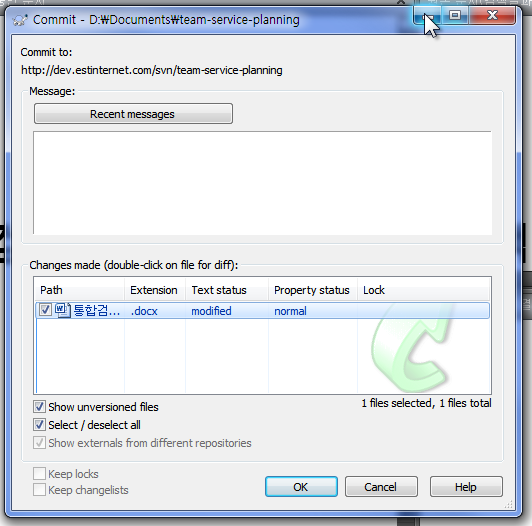 Commit - D:₩Documents₩team-service-planning
Commit to:
http://dev.estinternet.com/svn/team-service-planning
Message:
Recent messages
Changes made (double-click on file for diff):
Path Extension Text status Property status Lock
통합검... .docx modified normal
1 files selected, 1 files total
Show unversioned files
Select / deselect all
Show externals from different repositories
Keep locks
Keep changelists
OK Cancel Help